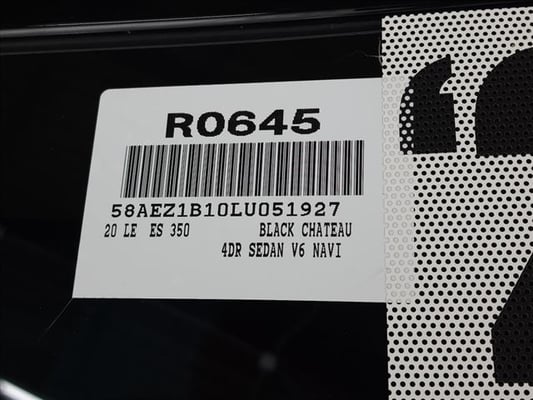 R0645
58AEZ1B10LU051927
20 LE ES 350 BLACK CHATEAU
4DR SEDAN V6 NAVI